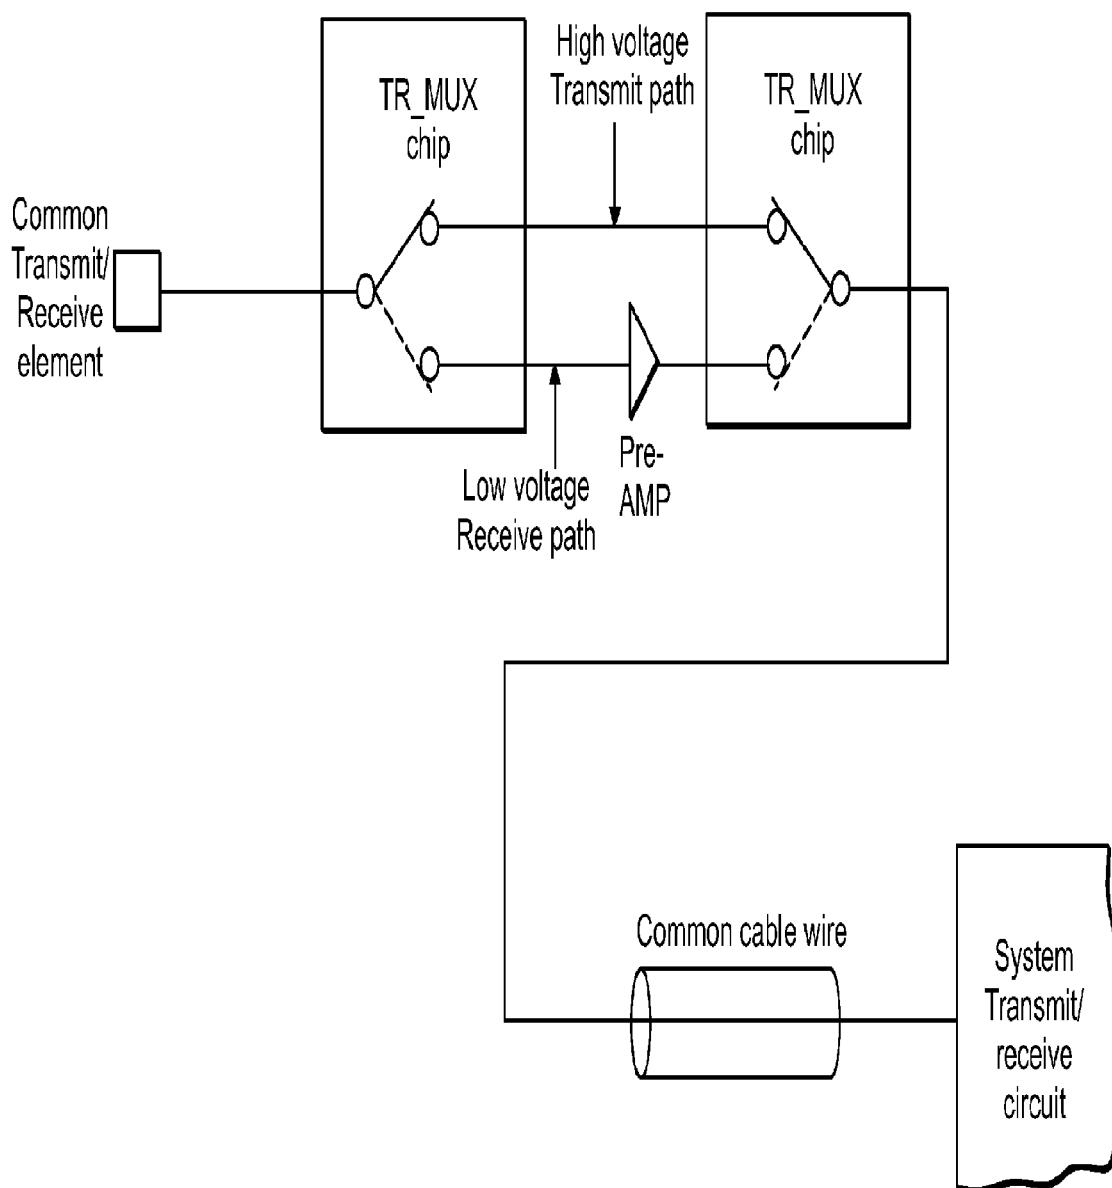 High voltage
Transmit path
TR_MUX
chip
TR_MUX
chip
Common
Transmit/
Receive
element
Low voltage
Receive path
Pre-
AMP
Common cable wire
System
Transmit/
receive
circuit